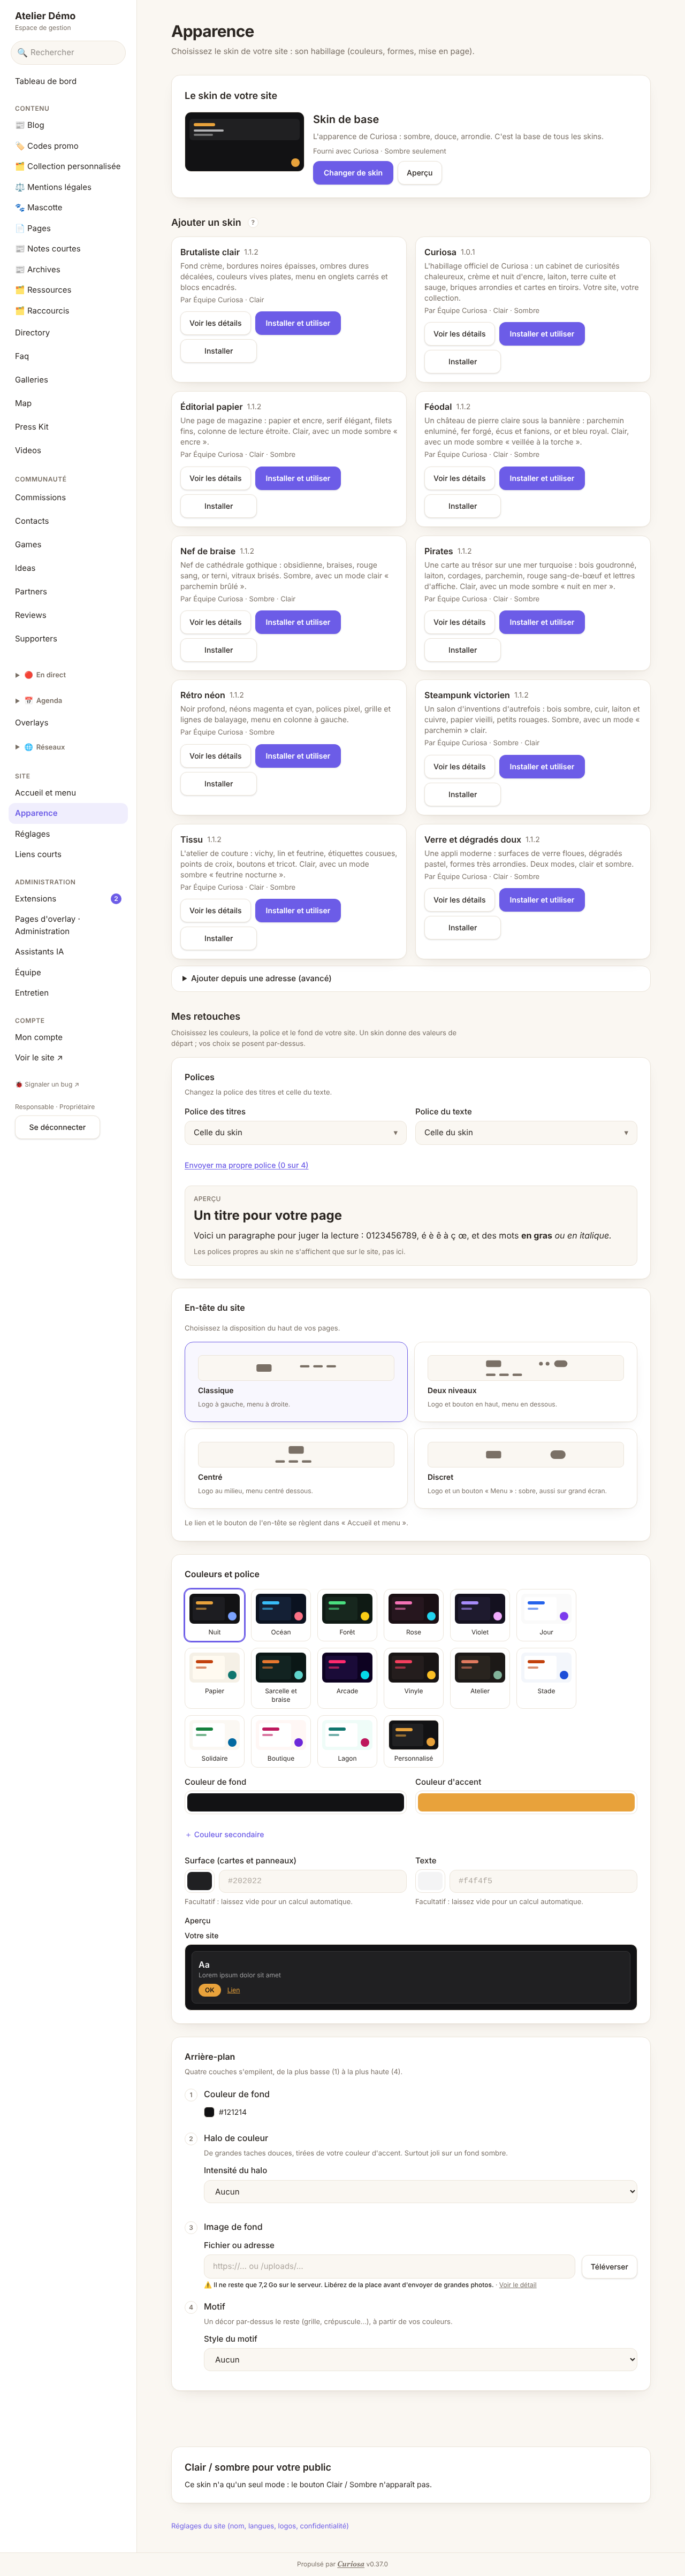 Atelier Démo
Espace de gestion
Rechercher
Tableau de bord
CONTENU
Blog
Codes promo
Collection personnalisée
Mentions légales
Mascotte
Pages
Notes courtes
Archives
Ressources
Raccourcis
Directory
Faq
Galleries
Map
Press Kit
Videos
COMMUNAUTÉ
Commissions
Contacts
Games
Ideas
Partners
Reviews
Supporters
En direct
Agenda
Overlays
Réseaux
SITE
Accueil et menu
Apparence
Réglages
Liens courts
ADMINISTRATION
Extensions 2
Pages d'overlay ·
Administration
Assistants IA
Équipe
Entretien
COMPTE
Mon compte
Voir le site ↗
Signaler un bug ↗
Responsable · Propriétaire
Se déconnecter
Apparence
Choisissez le skin de votre site : son habillage (couleurs, formes, mise en page).
Le skin de votre site
Skin de base
L'apparence de Curiosa : sombre, douce, arrondie. C'est la base de tous les skins.
Fourni avec Curiosa · Sombre seulement
Changer de skin Aperçu
Ajouter un skin ?
Brutaliste clair 1.1.2
Fond crème, bordures noires épaisses, ombres dures
décalées, couleurs vives plates, menu en onglets carrés et
blocs encadrés.
Par Équipe Curiosa · Clair
Voir les détails Installer et utiliser
Installer
Curiosa 1.0.1
L'habillage officiel de Curiosa : un cabinet de curiosités
chaleureux, crème et nuit d'encre, laiton, terre cuite et
sauge, briques arrondies et cartes en tiroirs. Votre site, votre
collection.
Par Équipe Curiosa · Clair · Sombre
Voir les détails Installer et utiliser
Installer
Éditorial papier 1.1.2
Une page de magazine : papier et encre, serif élégant, filets
fins, colonne de lecture étroite. Clair, avec un mode sombre «
encre ».
Par Équipe Curiosa · Clair · Sombre
Voir les détails Installer et utiliser
Installer
Féodal 1.1.2
Un château de pierre claire sous la bannière : parchemin
enluminé, fer forgé, écus et fanions, or et bleu royal. Clair,
avec un mode sombre « veillée à la torche ».
Par Équipe Curiosa · Clair · Sombre
Voir les détails Installer et utiliser
Installer
Nef de braise 1.1.2
Nef de cathédrale gothique : obsidienne, braises, rouge
sang, or terni, vitraux brisés. Sombre, avec un mode clair «
parchemin brûlé ».
Par Équipe Curiosa · Sombre · Clair
Voir les détails Installer et utiliser
Installer
Pirates 1.1.2
Une carte au trésor sur une mer turquoise : bois goudronné,
laiton, cordages, parchemin, rouge sang-de-bœuf et lettres
d'affiche. Clair, avec un mode sombre « nuit en mer ».
Par Équipe Curiosa · Clair · Sombre
Voir les détails Installer et utiliser
Installer
Rétro néon 1.1.2
Noir profond, néons magenta et cyan, polices pixel, grille et
lignes de balayage, menu en colonne à gauche.
Par Équipe Curiosa · Sombre
Voir les détails Installer et utiliser
Installer
Steampunk victorien 1.1.2
Un salon d'inventions d'autrefois : bois sombre, cuir, laiton et
cuivre, papier vieilli, petits rouages. Sombre, avec un mode «
parchemin » clair.
Par Équipe Curiosa · Sombre · Clair
Voir les détails Installer et utiliser
Installer
Tissu 1.1.2
L'atelier de couture : vichy, lin et feutrine, étiquettes cousues,
points de croix, boutons et tricot. Clair, avec un mode
sombre « feutrine nocturne ».
Par Équipe Curiosa · Clair · Sombre
Voir les détails Installer et utiliser
Installer
Verre et dégradés doux 1.1.2
Une appli moderne : surfaces de verre floues, dégradés
pastel, formes très arrondies. Deux modes, clair et sombre.
Par Équipe Curiosa · Clair · Sombre
Voir les détails Installer et utiliser
Installer
Ajouter depuis une adresse (avancé)
Mes retouches
Choisissez les couleurs, la police et le fond de votre site. Un skin donne des valeurs de
départ ; vos choix se posent par-dessus.
Polices
Changez la police des titres et celle du texte.
Police des titres
Celle du skin
Police du texte
Celle du skin
Envoyer ma propre police (0 sur 4)
APERÇU
Un titre pour votre page
Voici un paragraphe pour juger la lecture : 0123456789, é è ê à ç œ, et des mots en gras ou en italique.
Les polices propres au skin ne s'affichent que sur le site, pas ici.
En-tête du site
Choisissez la disposition du haut de vos pages.
Classique
Logo à gauche, menu à droite.
Deux niveaux
Logo et bouton en haut, menu en dessous.
Centré
Logo au milieu, menu centré dessous.
Discret
Logo et un bouton « Menu » : sobre, aussi sur grand écran.
Le lien et le bouton de l'en-tête se règlent dans « Accueil et menu ».
Couleurs et police
Nuit Océan Forêt Rose Violet Jour
Papier Sarcelle et
braise Arcade Vinyle Atelier Stade
Solidaire Boutique Lagon Personnalisé
Couleur de fond
Couleur d'accent
+ Couleur secondaire
Surface (cartes et panneaux)
#202022
Facultatif : laissez vide pour un calcul automatique.
Texte
#f4f4f5
Facultatif : laissez vide pour un calcul automatique.
Aperçu
Votre site
Aa
Lorem ipsum dolor sit amet
OK Lien
Arrière-plan
Quatre couches s'empilent, de la plus basse (1) à la plus haute (4).
1 Couleur de fond
#121214
2 Halo de couleur
De grandes taches douces, tirées de votre couleur d'accent. Surtout joli sur un fond sombre.
Intensité du halo
Aucun
3 Image de fond
Fichier ou adresse
https://... ou /uploads/...
Téléverser
Il ne reste que 7,2 Go sur le serveur. Libérez de la place avant d'envoyer de grandes photos. · Voir le détail
4 Motif
Un décor par-dessus le reste (grille, crépuscule…), à partir de vos couleurs.
Style du motif
Aucun
Clair / sombre pour votre public
Ce skin n'a qu'un seul mode : le bouton Clair / Sombre n'apparaît pas.
Réglages du site (nom, langues, logos, confidentialité)
Propulsé par Curiosa v0.37.0